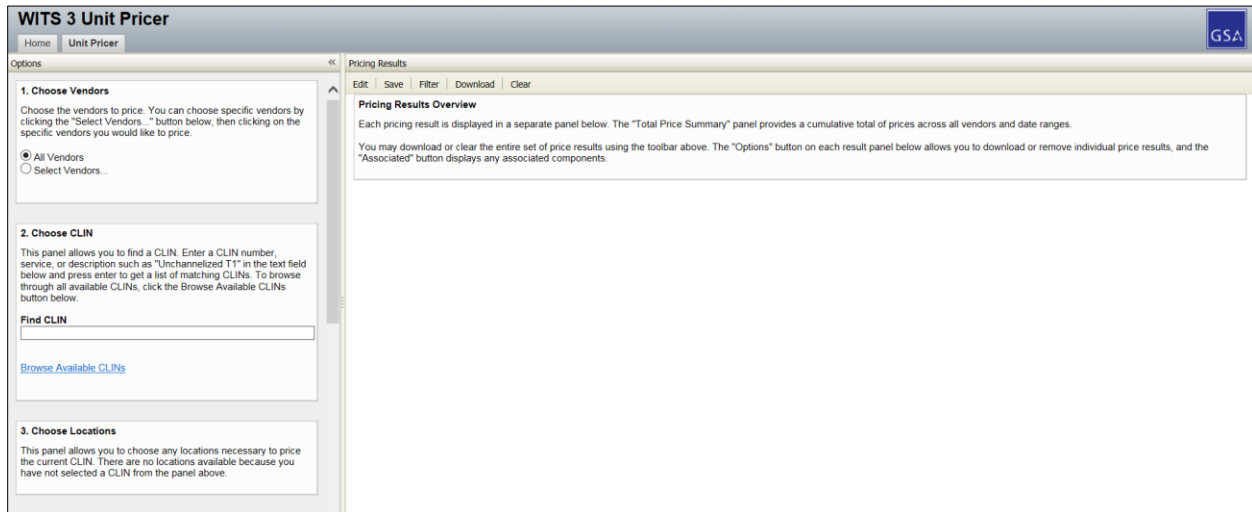 WITS 3 Unit Pricer
GSA
Home Unit Pricer
Options «
1. Choose Vendors
Choose the vendors to price. You can choose specific vendors by
clicking the "Select Vendors..." button below, then clicking on the
specific vendors you would like to price.
All Vendors
Select Vendors...
2. Choose CLIN
This panel allows you to find a CLIN. Enter a CLIN number,
service, or description such as "Unchannelized T1" in the text field
below and press enter to get a list of matching CLINs. To browse
through all available CLINs, click the Browse Available CLINs
button below.
Find CLIN
Browse Available CLINs
3. Choose Locations
This panel allows you to choose any locations necessary to price
the current CLIN. There are no locations available because you
have not selected a CLIN from the panel above.
Pricing Results
Edit Save Filter Download Clear
Pricing Results Overview
Each pricing result is displayed in a separate panel below. The "Total Price Summary" panel provides a cumulative total of prices across all vendors and date ranges.
You may download or clear the entire set of price results using the toolbar above. The "Options" button on each result panel below allows you to download or remove individual price results, and the
"Associated" button displays any associated components.